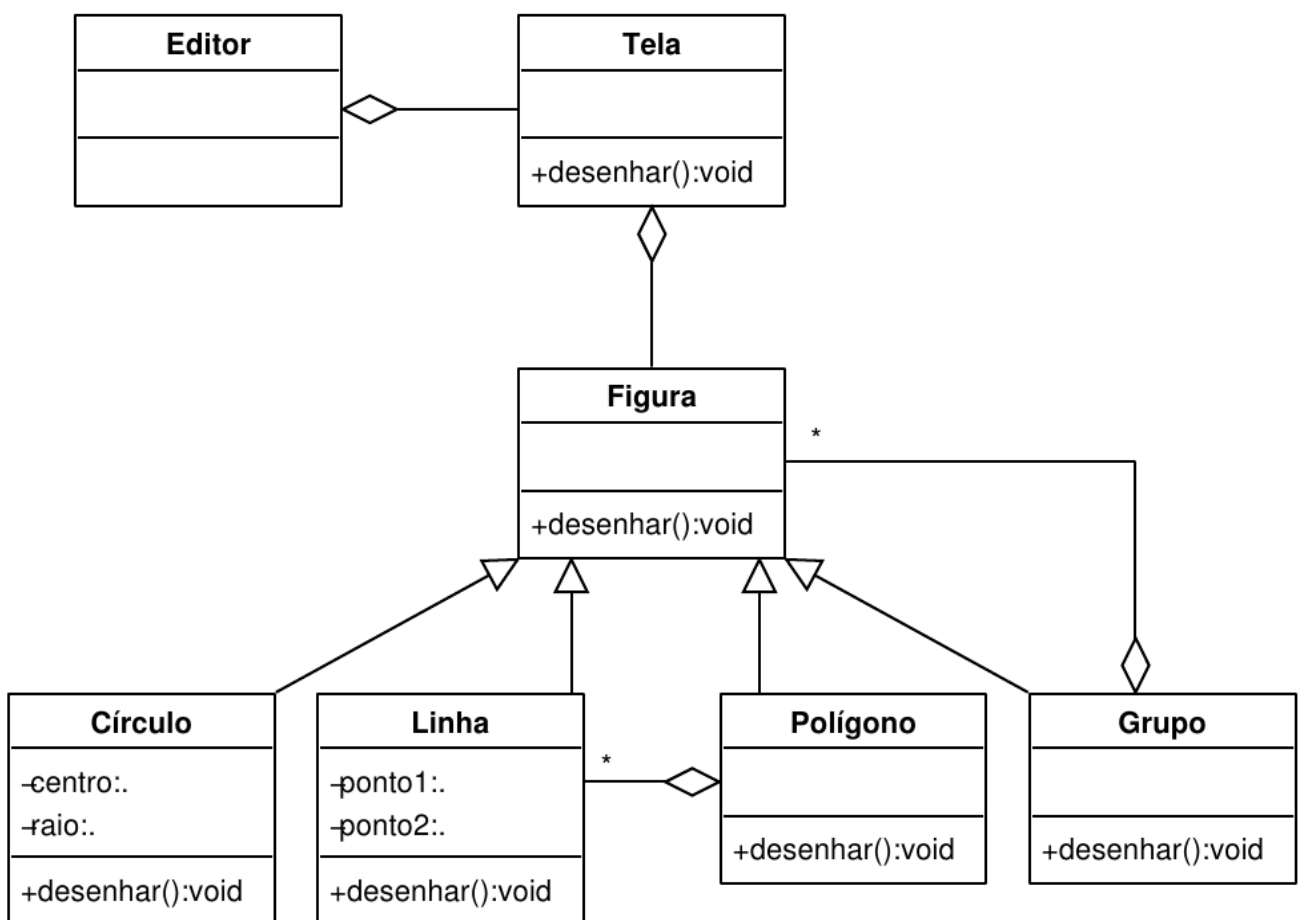 Editor
Tela
+desenhar():void
Figura
*
+desenhar():void
Círculo
-centro:.
-raio:.
+desenhar():void
Linha
-ponto1:.
-ponto2:.
+desenhar():void
*
Polígono
+desenhar():void
Grupo
+desenhar():void